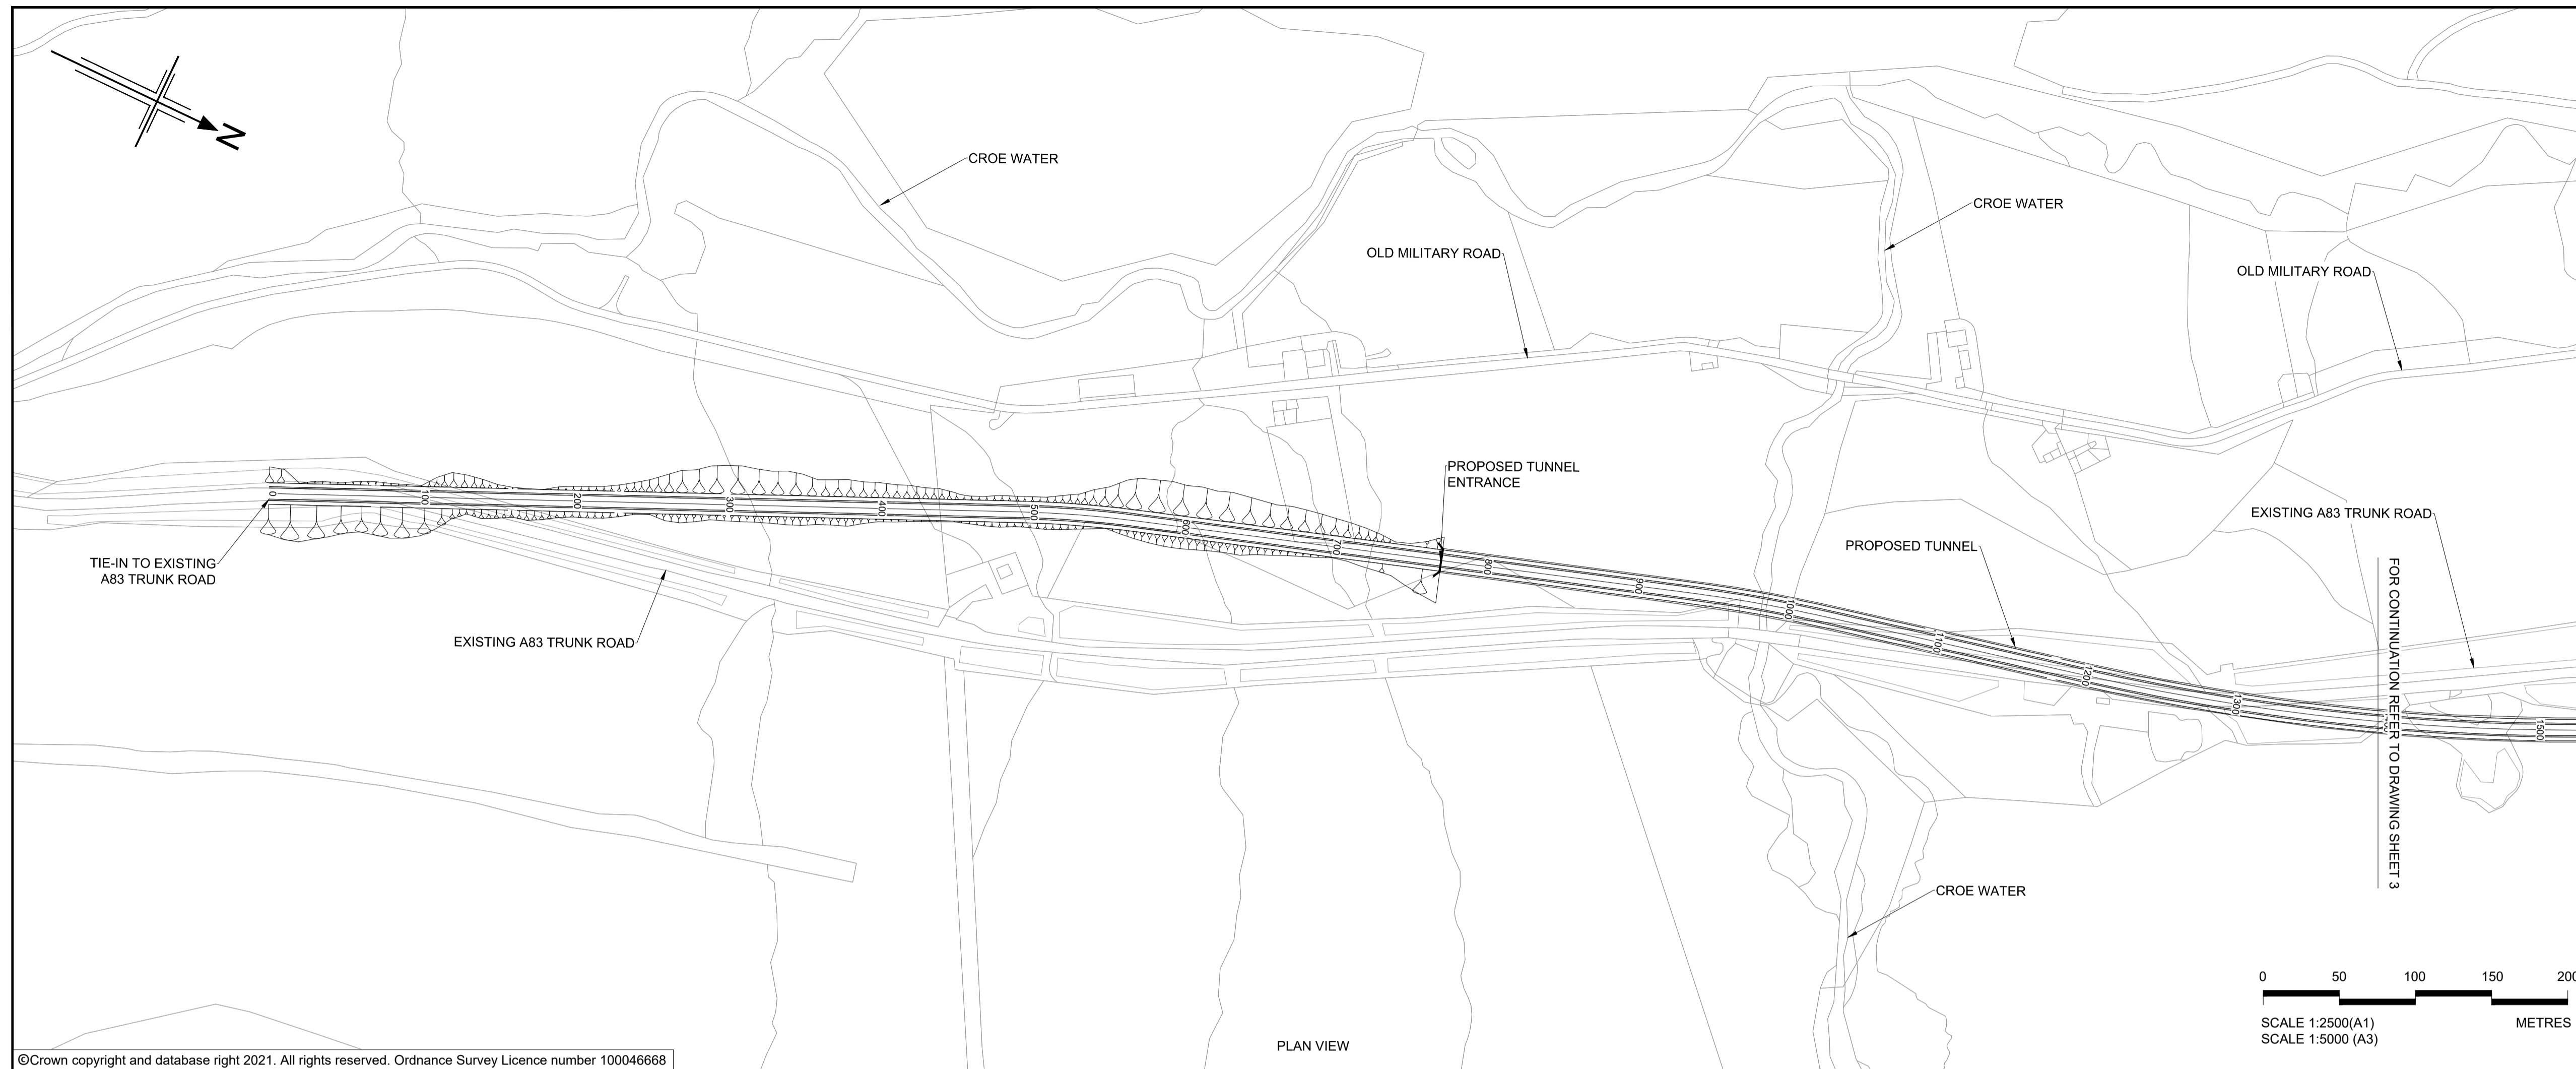 N
CROE WATER
CROE WATER
OLD MILITARY ROAD
OLD MILITARY ROAD
PROPOSED TUNNEL
ENTRANCE
TIE-IN TO EXISTING
A83 TRUNK ROAD
EXISTING A83 TRUNK ROAD
PROPOSED TUNNEL
EXISTING A83 TRUNK ROAD
0
100
200
300
400
500
600
700
800
900
1000
1100
1200
1300
1500
FOR CONTINUATION REFER TO DRAWING SHEET 3
CROE WATER
0 50 100 150 200
SCALE 1:2500(A1) METRES
SCALE 1:5000 (A3)
PLAN VIEW
©Crown copyright and database right 2021. All rights reserved. Ordnance Survey Licence number 100046668